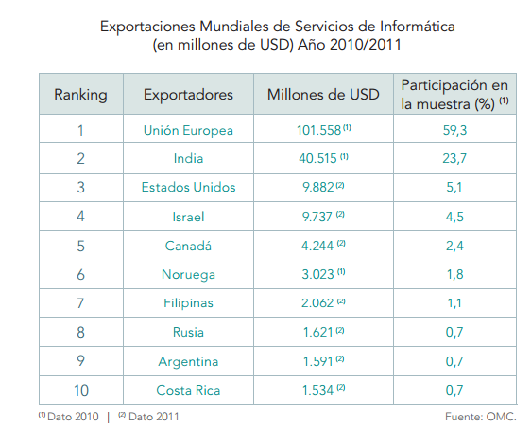 Exportaciones Mundiales de Servicios de Informática
(en millones de USD) Año 2010/2011
Ranking Exportadores Millones de USD Participación en la muestra (%) (1)
1 Unión Europea 101.558 (1) 59,3
2 India 40.515 (1) 23,7
3 Estados Unidos 9.882 (2) 5,1
4 Israel 9.737 (2) 4,5
5 Canadá 4.244 (2) 2,4
6 Noruega 3.023 (1) 1,8
7 Filipinas 2.062 (2) 1,1
8 Rusia 1.621 (2) 0,7
9 Argentina 1.591 (2) 0,7
10 Costa Rica 1.534 (2) 0,7
(1) Dato 2010 | (2) Dato 2011 Fuente: OMC.